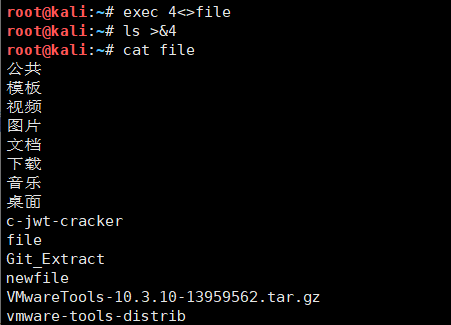 root@kali:~# exec 4<>file
root@kali:~# ls >&4
root@kali:~# cat file
公共
模板
视频
图片
文档
下载
音乐
桌面
c-jwt-cracker
file
Git_Extract
newfile
VMwareTools-10.3.10-13959562.tar.gz
vmware-tools-distrib